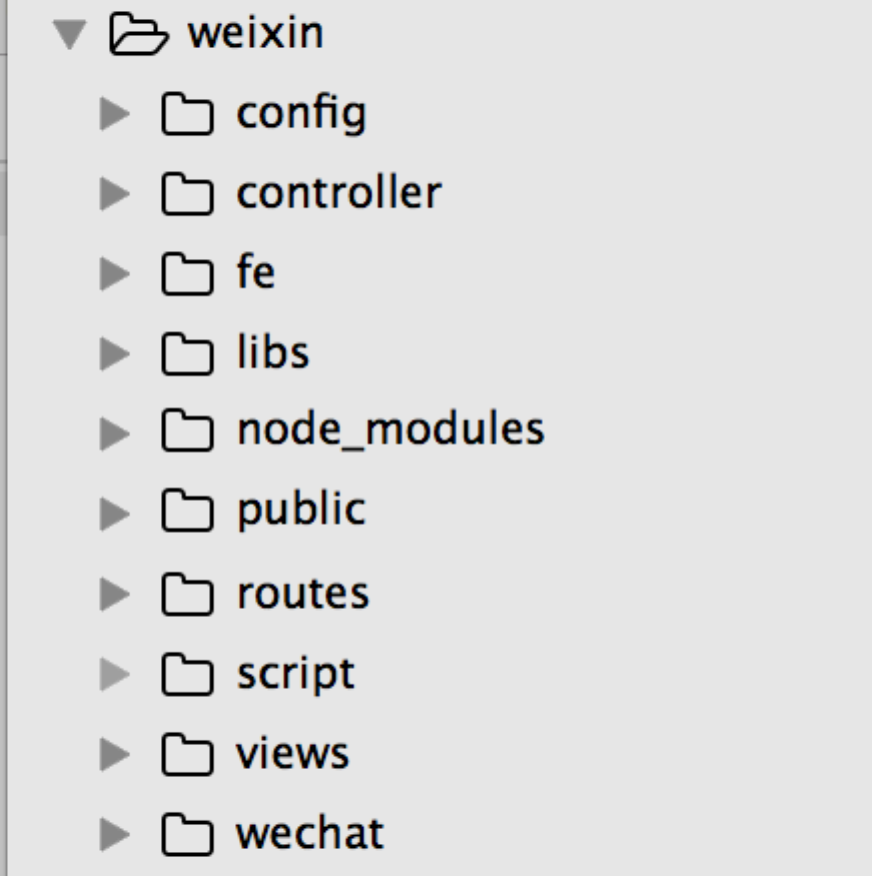 weixin
config
controller
fe
libs
node_modules
public
routes
script
views
wechat